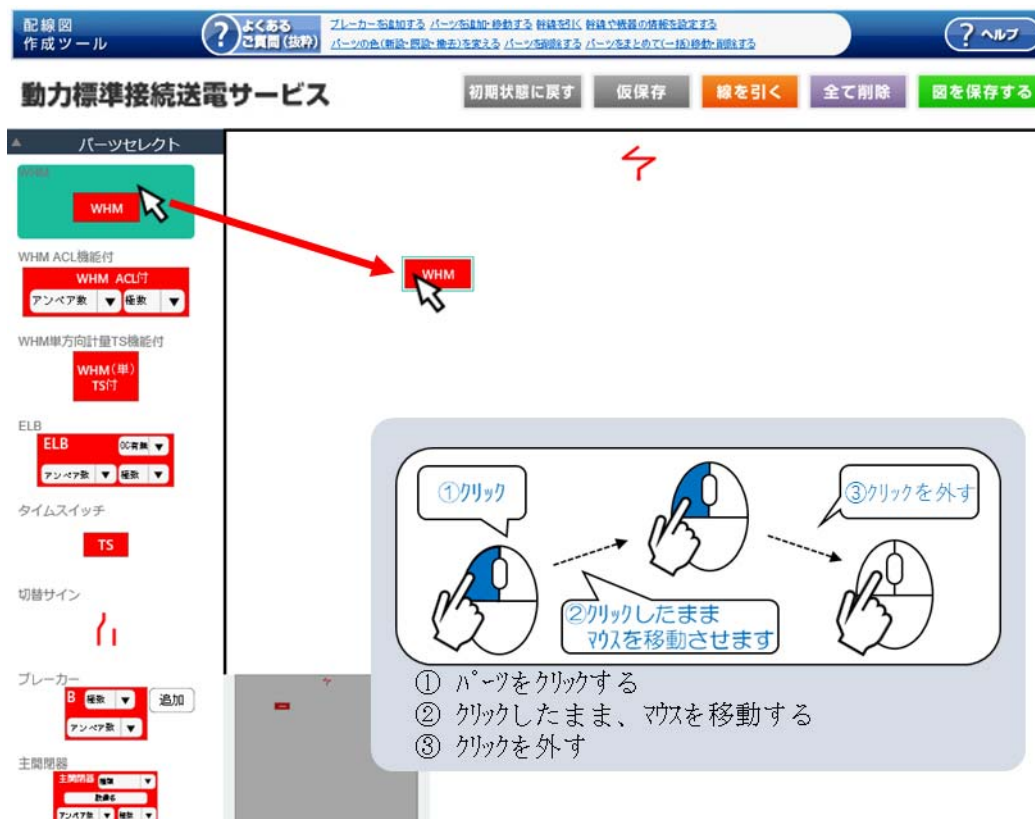 配線図
作成ツール
?
よくある
ご質問(抜粋)
ブレーカーを追加する パーツを追加・移動する 幹線を引く 幹線や機器の情報を設定する
パーツの色(新設・既設・撤去)を変える パーツを削除する パーツをまとめて(一括)移動・削除する
? ヘルプ
動力標準接続送電サービス
初期状態に戻す
仮保存
線を引く
全て削除
図を保存する
パーツセレクト
WHM
WHM
WHM
WHM ACL機能付
WHM ACL付
アンペア数 ▼ 極数 ▼
WHM単方向計量TS機能付
WHM(単)
TS付
ELB
ELB OC有無 ▼
アンペア数 ▼ 極数 ▼
タイムスイッチ
TS
切替サイン
ブレーカー
B 極数 ▼ 追加
アンペア数 ▼
主開閉器
主開閉器 種類 ▼
アンペア数 ▼ 極数 ▼
①クリック
②クリックしたまま
マウスを移動させます
③クリックを外す
① パーツをクリックする
② クリックしたまま、マウスを移動する
③ クリックを外す